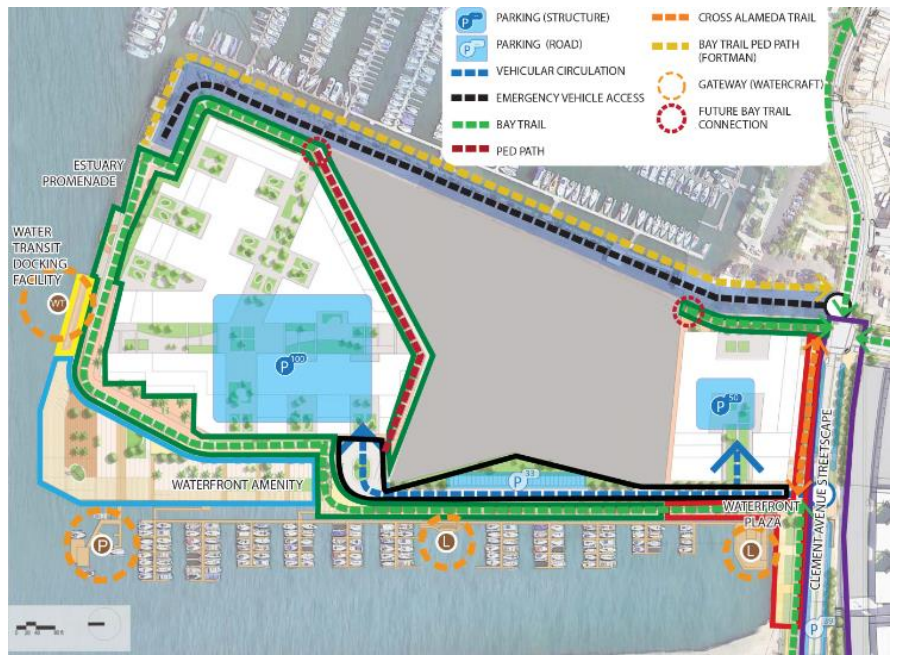 PARKING (STRUCTURE)
PARKING (ROAD)
VEHICULAR CIRCULATION
EMERGENCY VEHICLE ACCESS
BAY TRAIL
PED PATH
CROSS ALAMEDA TRAIL
BAY TRAIL PED PATH
(FORTMAN)
GATEWAY (WATERCRAFT)
FUTURE BAY TRAIL
CONNECTION
ESTUARY
PROMENADE
WATER
TRANSIT
DOCKING
FACILITY
WT
P 100
P 50
P 33
WATERFRONT AMENITY
WATERFRONT
PLAZA
CLEMENT AVENUE STREETSCAPE
P
L
L
P